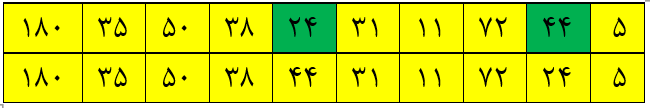 ۱۸۰ ۳۵ ۵۰ ۳۸ ۲۴ ۳۱ ۱۱ ۷۲ ۴۴ ۵
۱۸۰ ۳۵ ۵۰ ۳۸ ۴۴ ۳۱ ۱۱ ۷۲ ۲۴ ۵